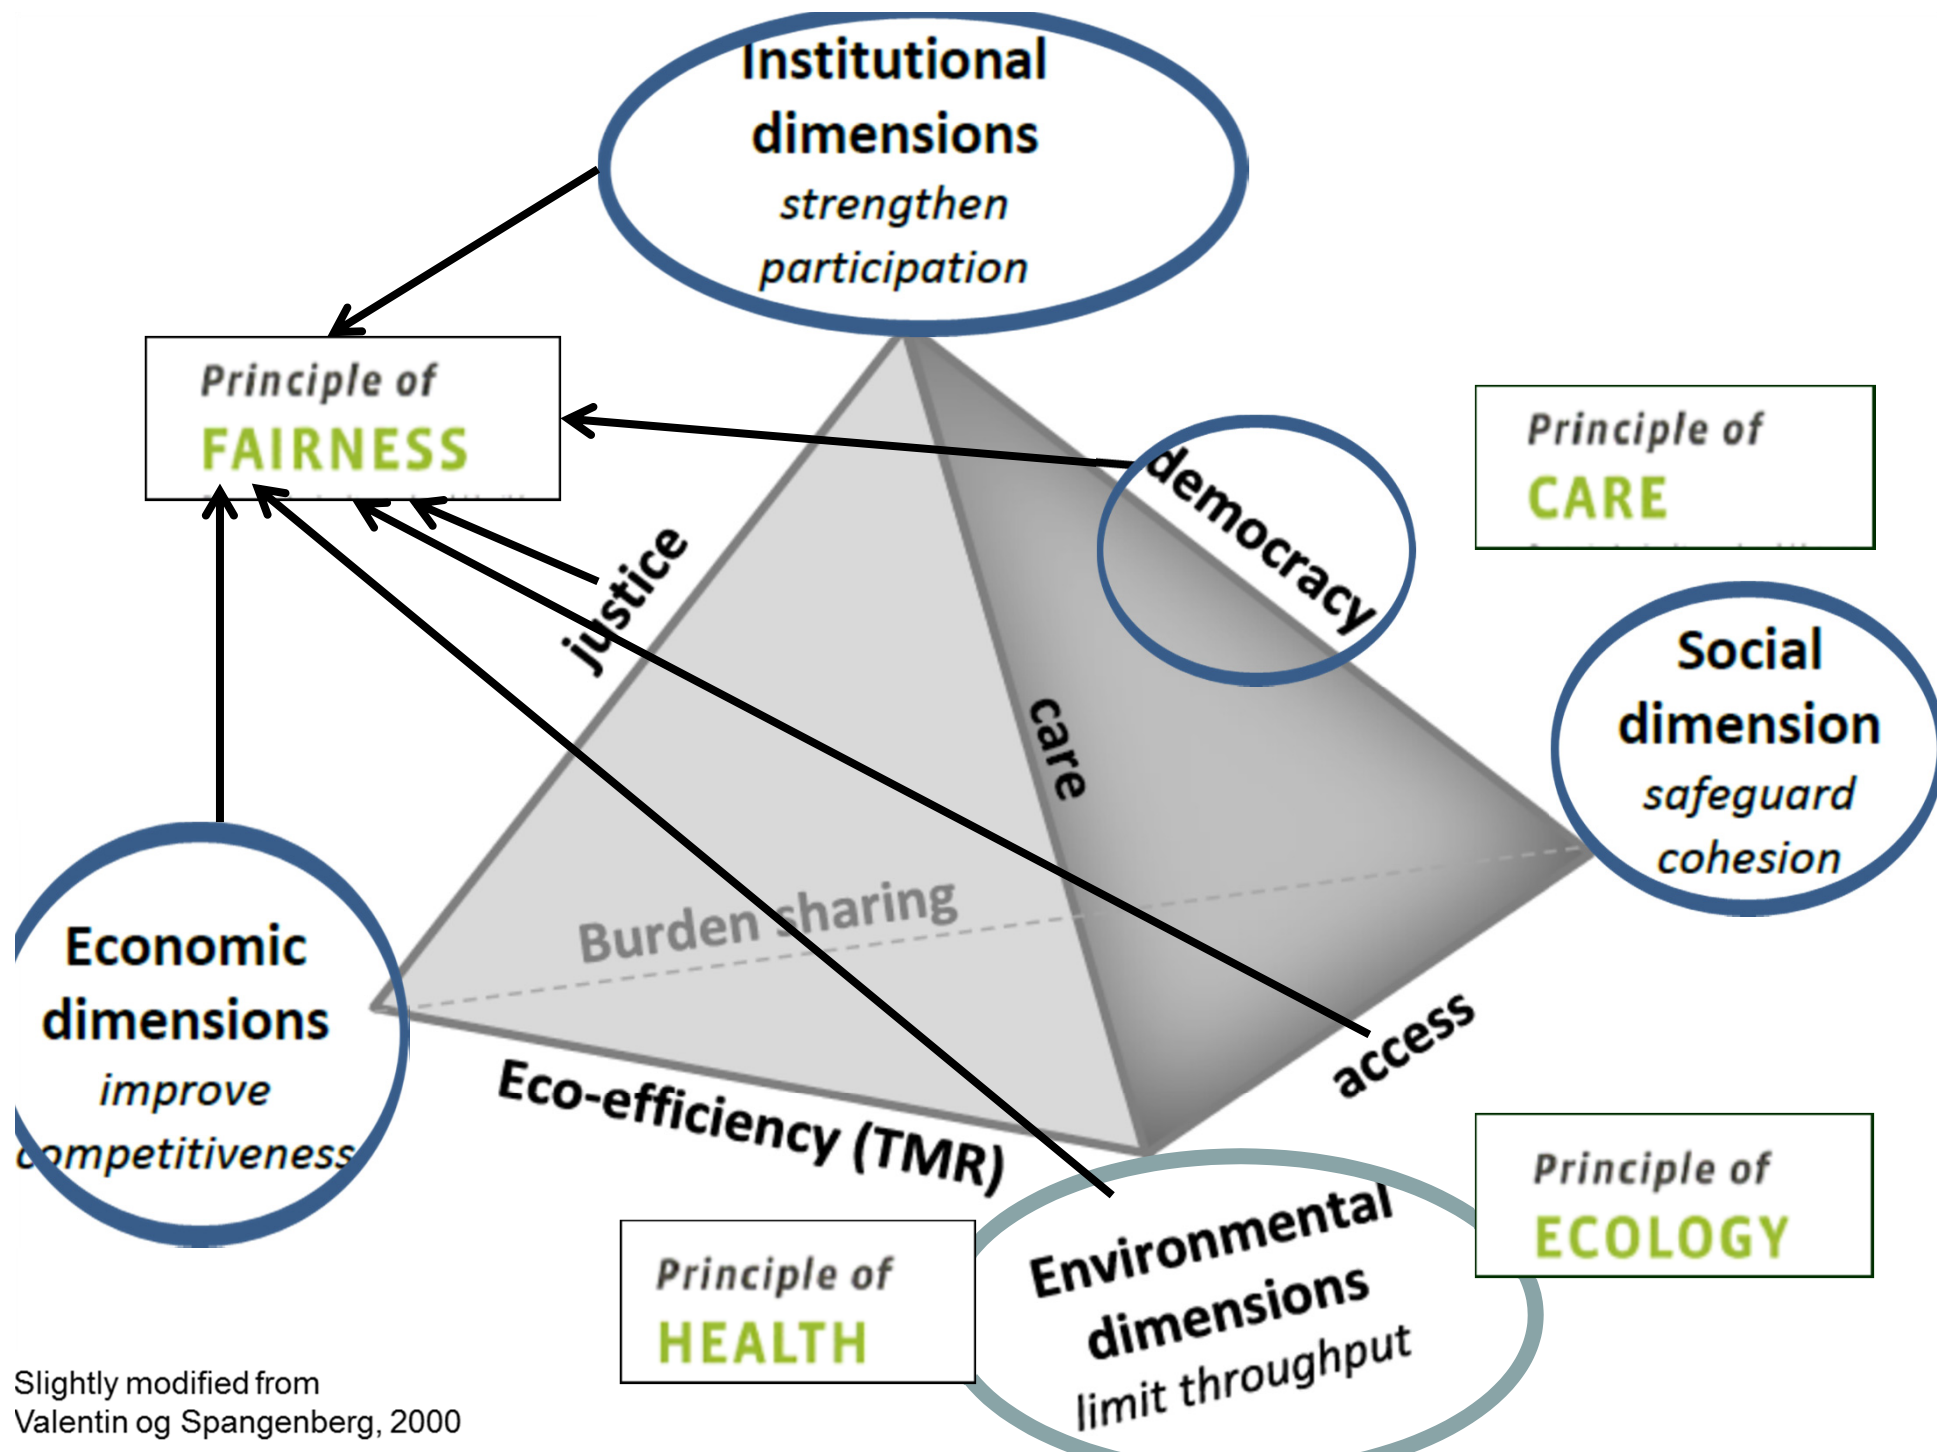 Institutional
dimensions
strengthen
participation
Principle of
FAIRNESS
Principle of
CARE
democracy
justice
care
Social
dimension
safeguard
cohesion
Burden sharing
Economic
dimensions
improve
competitiveness
Eco-efficiency (TMR)
access
Principle of
ECOLOGY
Principle of
HEALTH
Environmental
dimensions
limit throughput
Slightly modified from
Valentin og Spangenberg, 2000